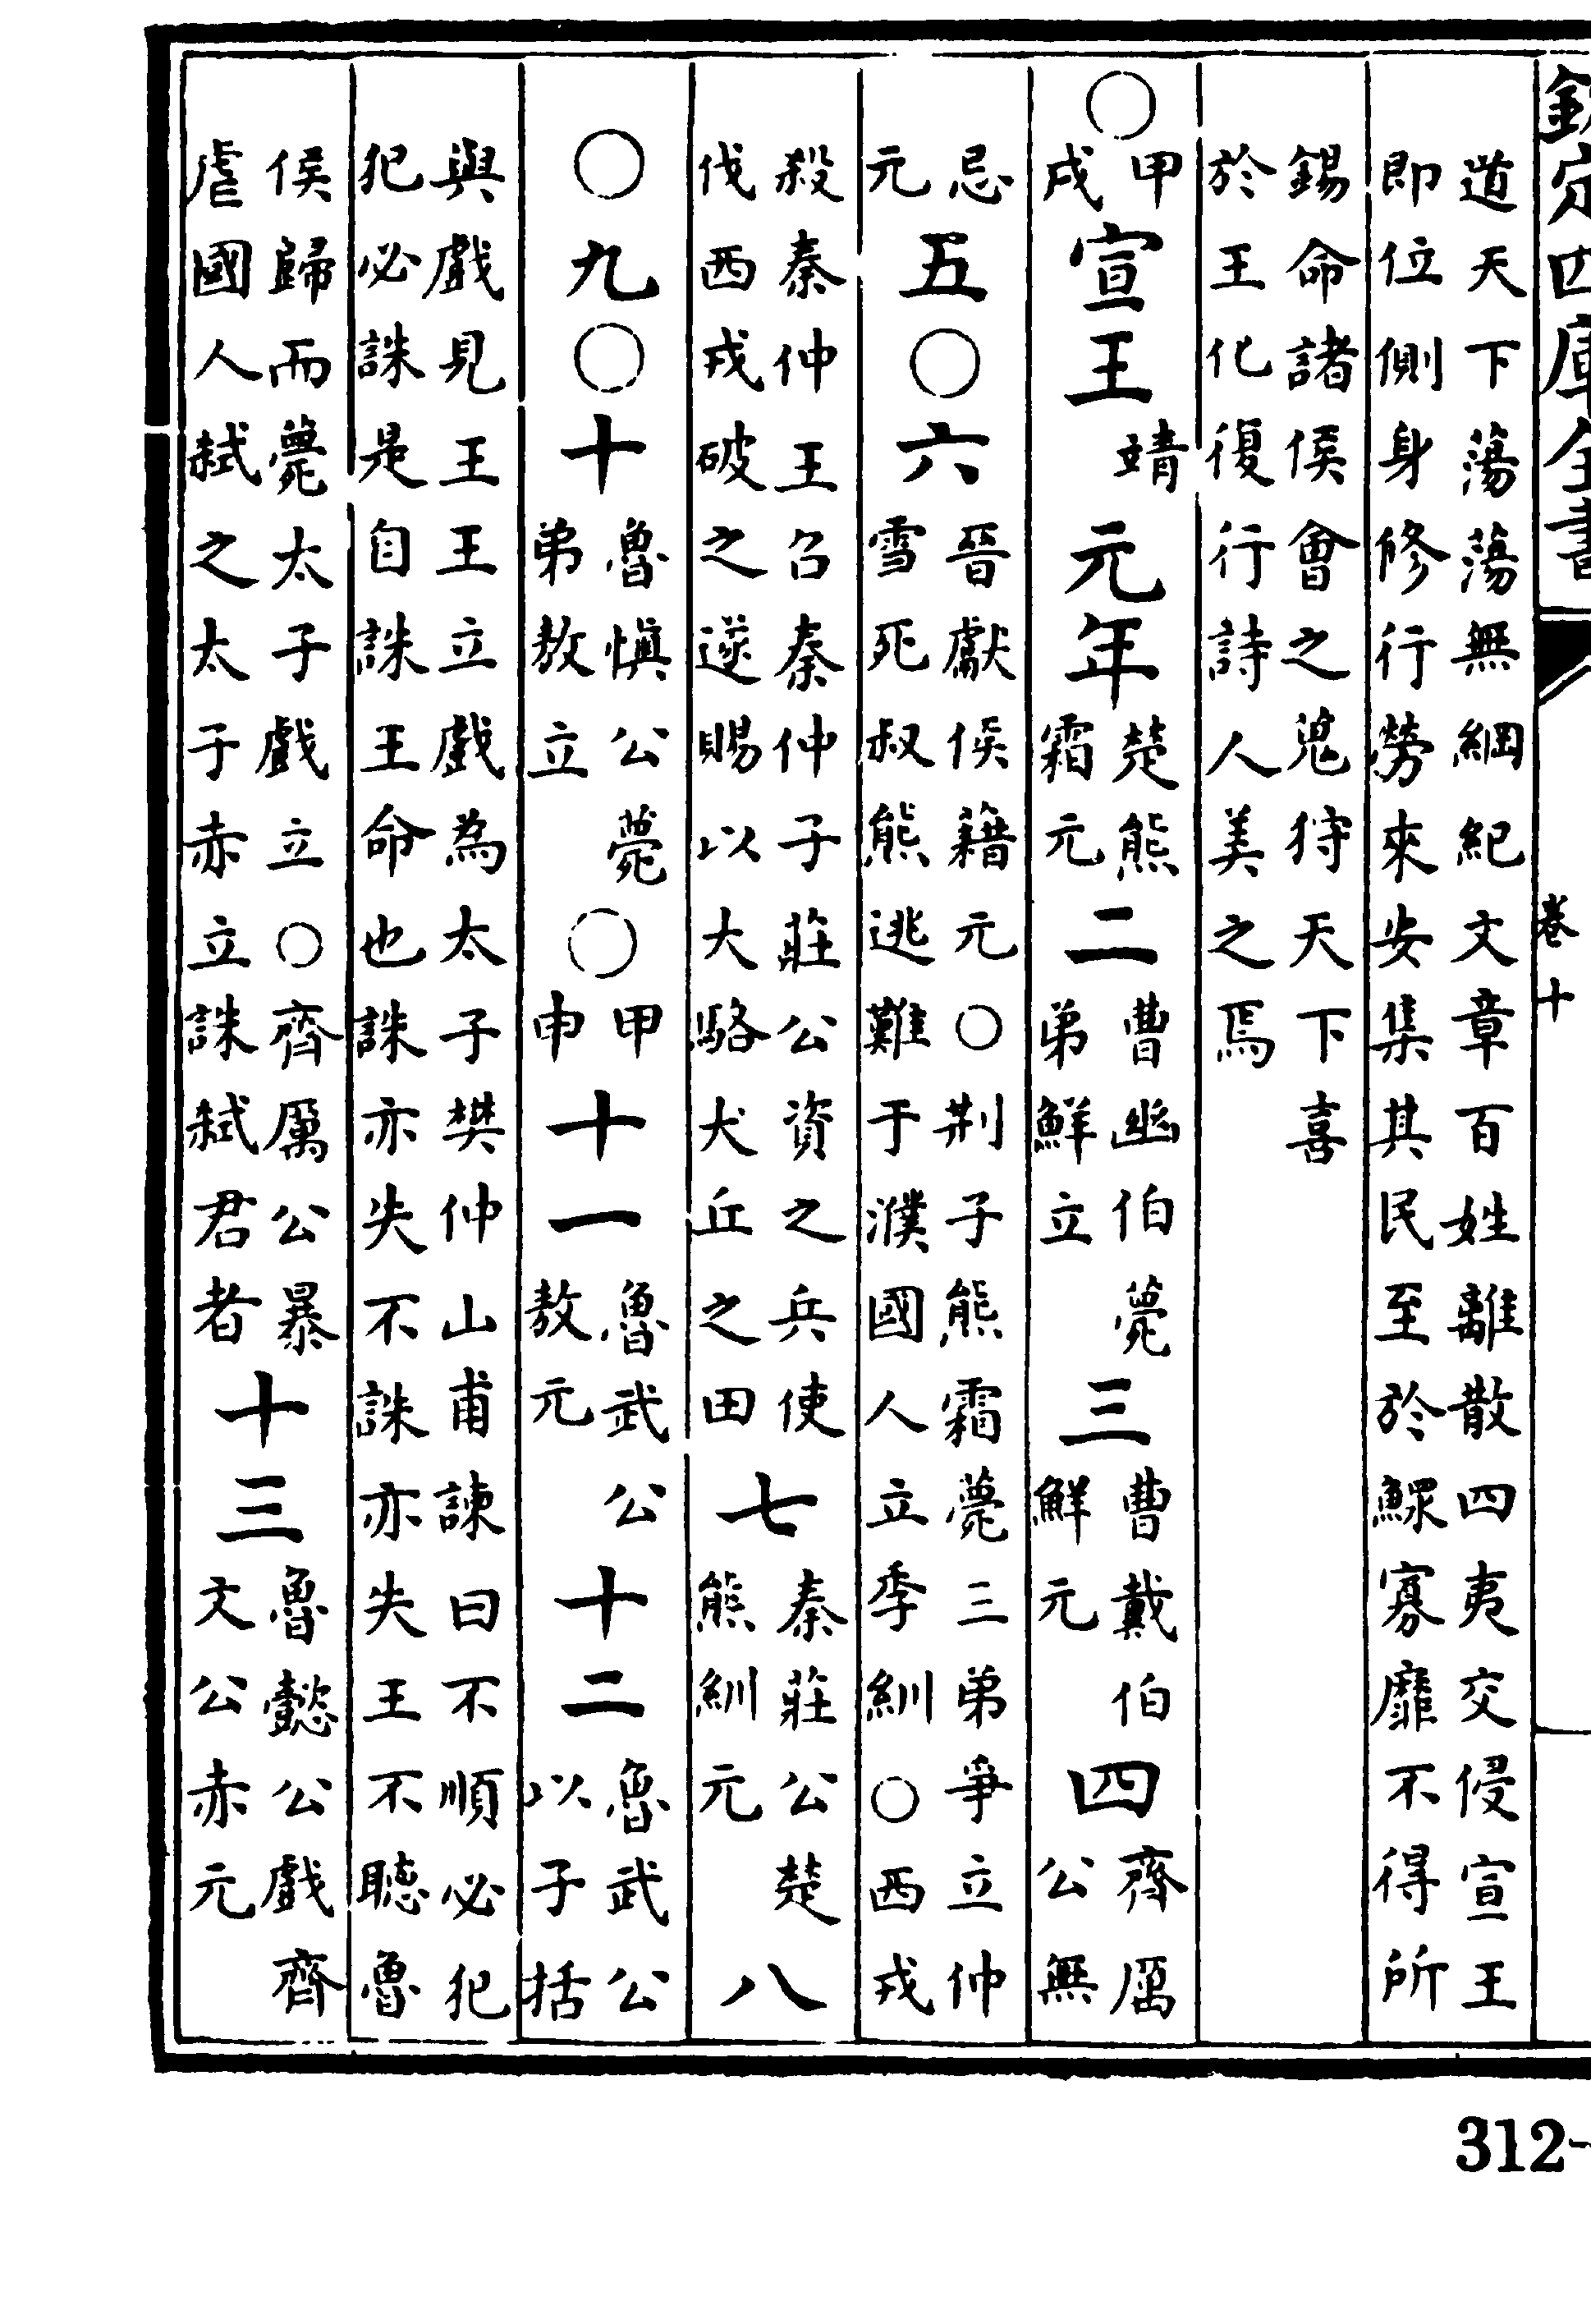 欽定四庫全書
卷十
道天下蕩蕩無綱紀文章百姓離散四夷交侵宣王
即位側身修行勞來安集其民至於鰥寡靡不得所
錫命諸侯會之蒐狩天下喜
於王化復行詩人美之焉
○甲戌宣王靖元年楚熊霜元二曹幽伯薨弟鮮立三曹戴伯鮮元四齊厲公無
忌元五○六晉獻侯籍元○荆子熊霜薨三弟爭立仲雪死叔熊逃難于濮國人立季紃○西戎
殺秦仲王召秦仲子莊公資之兵使伐西戎破之遂賜以大駱犬丘之田七秦莊公楚熊紃元八
○九○十魯慎公薨弟敖立○甲申十一魯武公敖元十二魯武公以子括
與戲見王王立戲為太子樊仲山甫諫曰不順必犯犯必誅是自誅王命也誅亦失不誅亦失王不聽魯
侯歸而薨太子戲立○齊厲公暴虐國人弒之太于赤立誅弒君者十三魯懿公戲齊文公赤元
312-